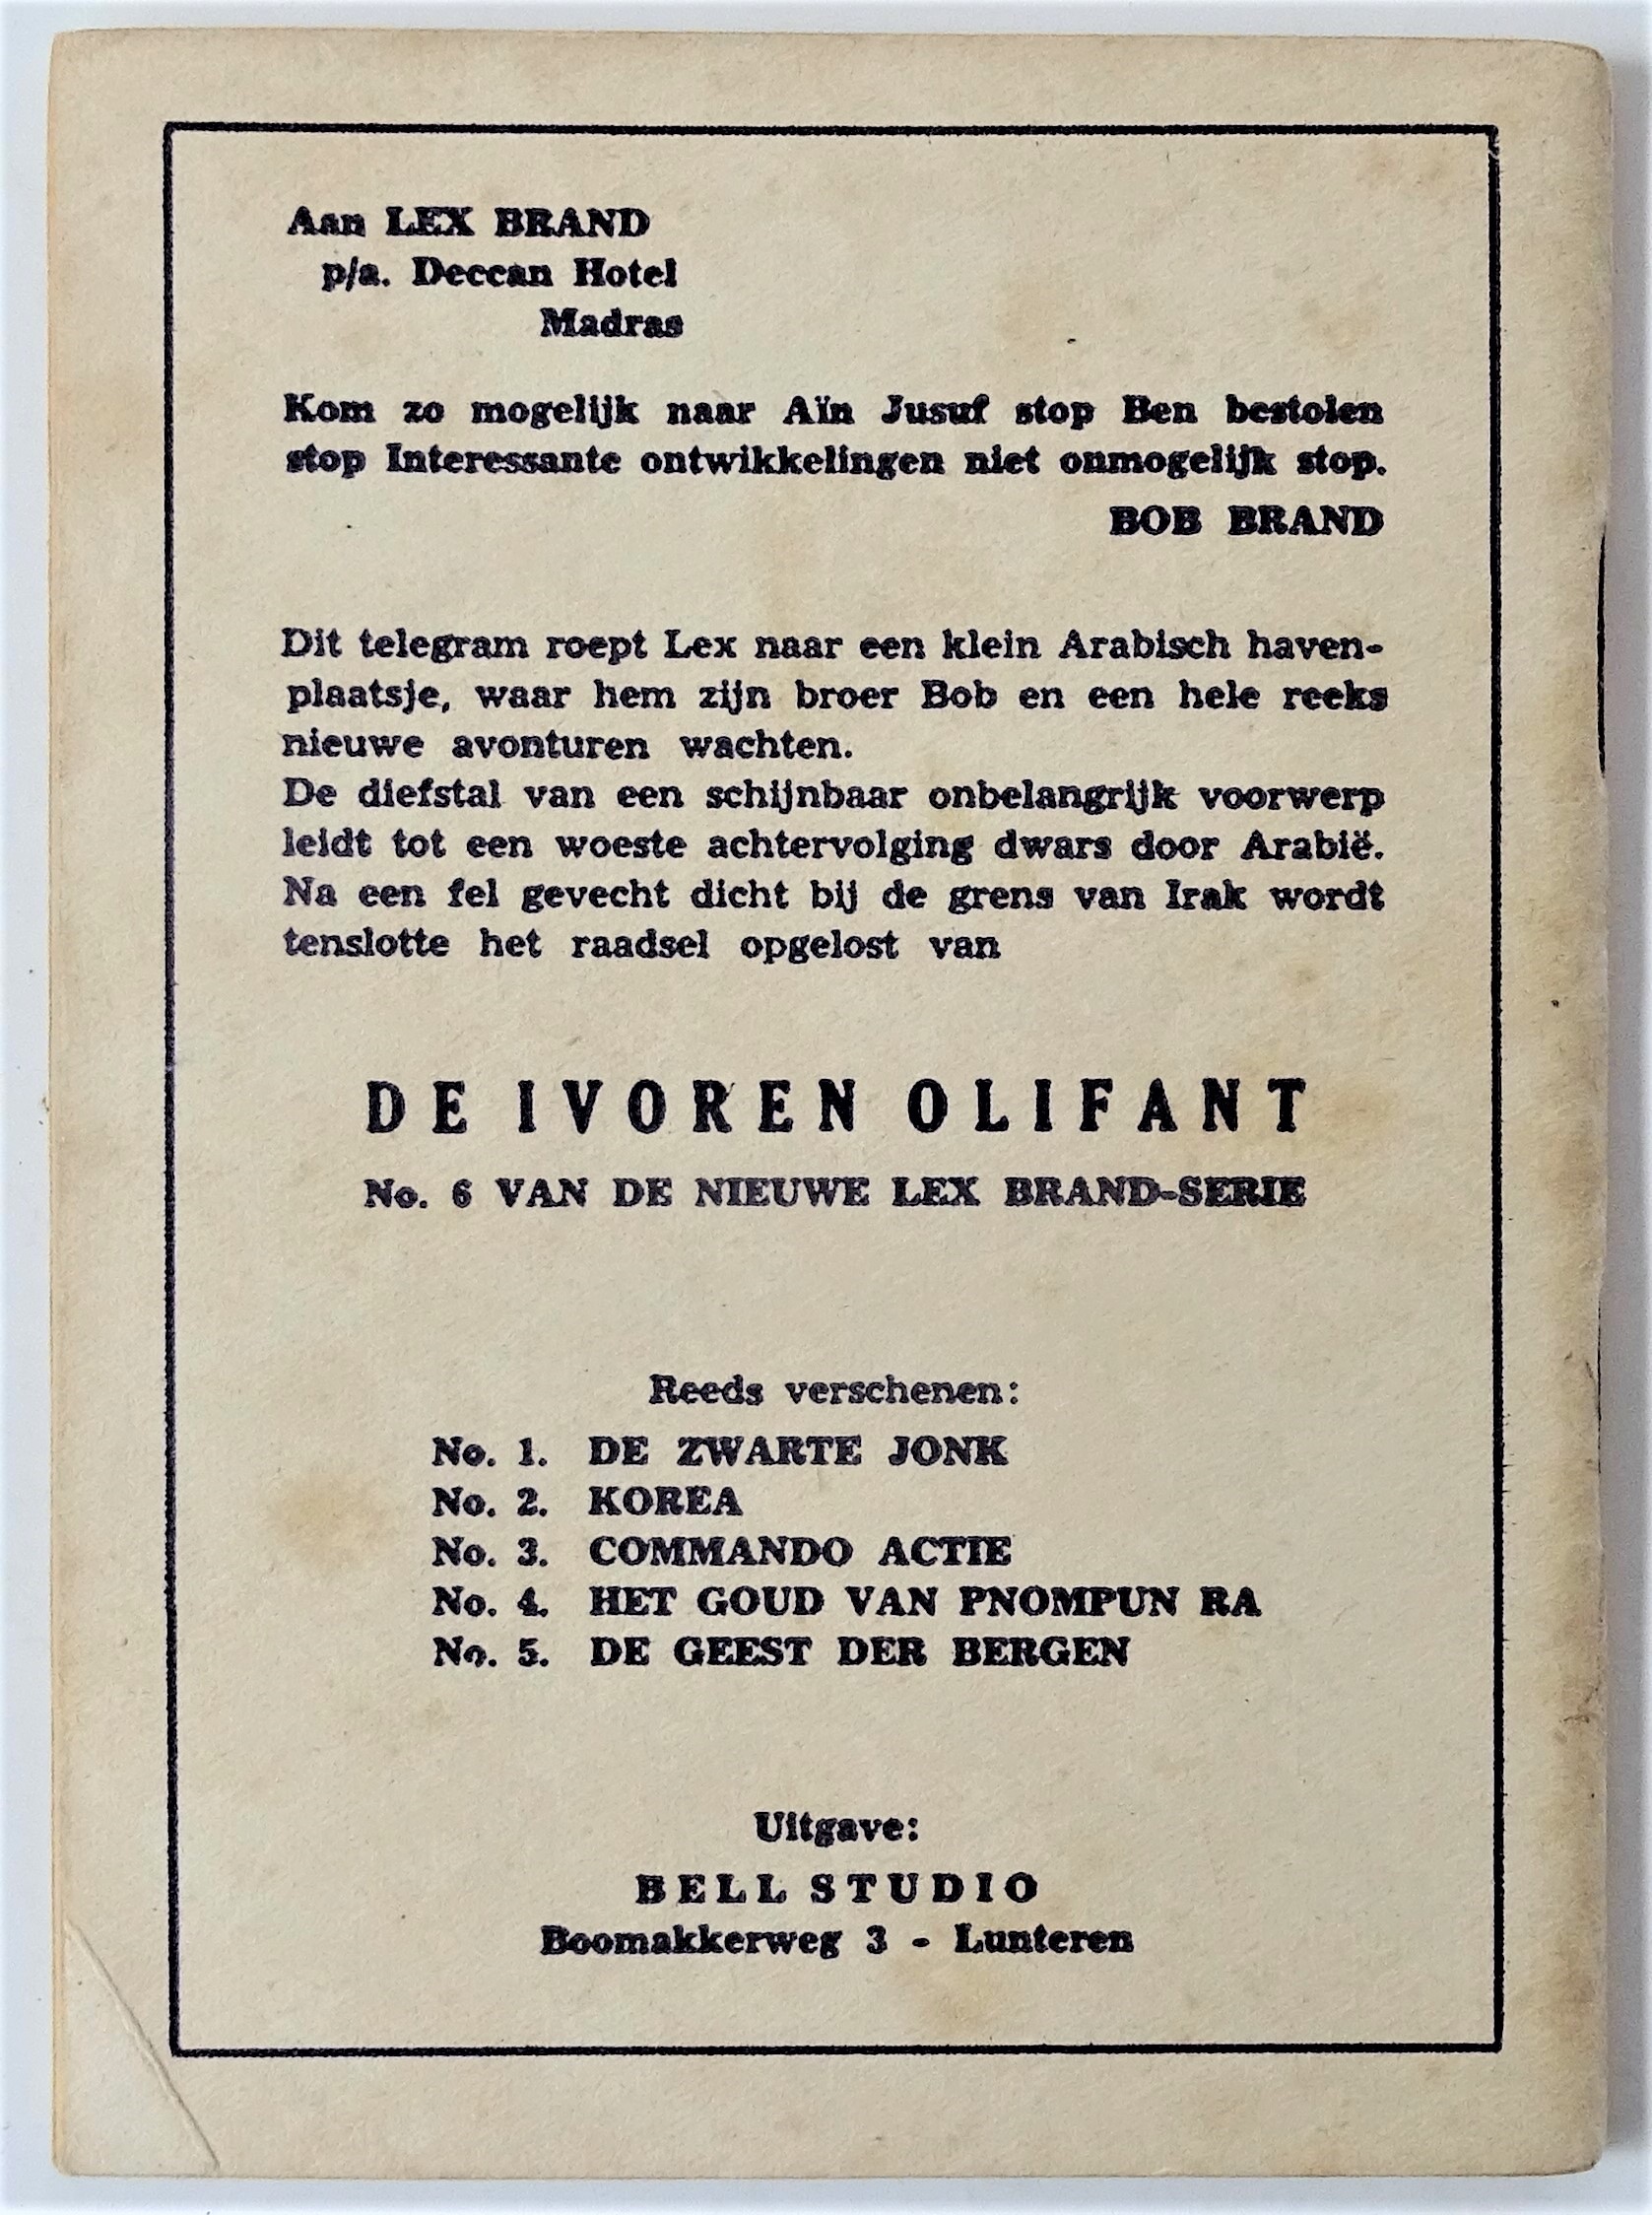 Aan LEX BRAND
p/a. Deccan Hotel
Madras
Kom zo mogelijk naar Aïn Jusuf stop Ben bestolen
stop Interessante ontwikkelingen niet onmogelijk stop.
BOB BRAND
Dit telegram roept Lex naar een klein Arabisch haven-
plaatsje, waar hem zijn broer Bob en een hele reeks
nieuwe avonturen wachten.
De diefstal van een schijnbaar onbelangrijk voorwerp
leidt tot een woeste achtervolging dwars door Arabië.
Na een fel gevecht dicht bij de grens van Irak wordt
tenslotte het raadsel opgelost van
DE IVOREN OLIFANT
No. 6 VAN DE NIEUWE LEX BRAND-SERIE
Reeds verschenen:
No. 1. DE ZWARTE JONK
No. 2. KOREA
No. 3. COMMANDO ACTIE
No. 4. HET GOUD VAN PNOMPUN RA
No. 5. DE GEEST DER BERGEN
Uitgave:
BELL STUDIO
Boomakkerweg 3 - Lunteren